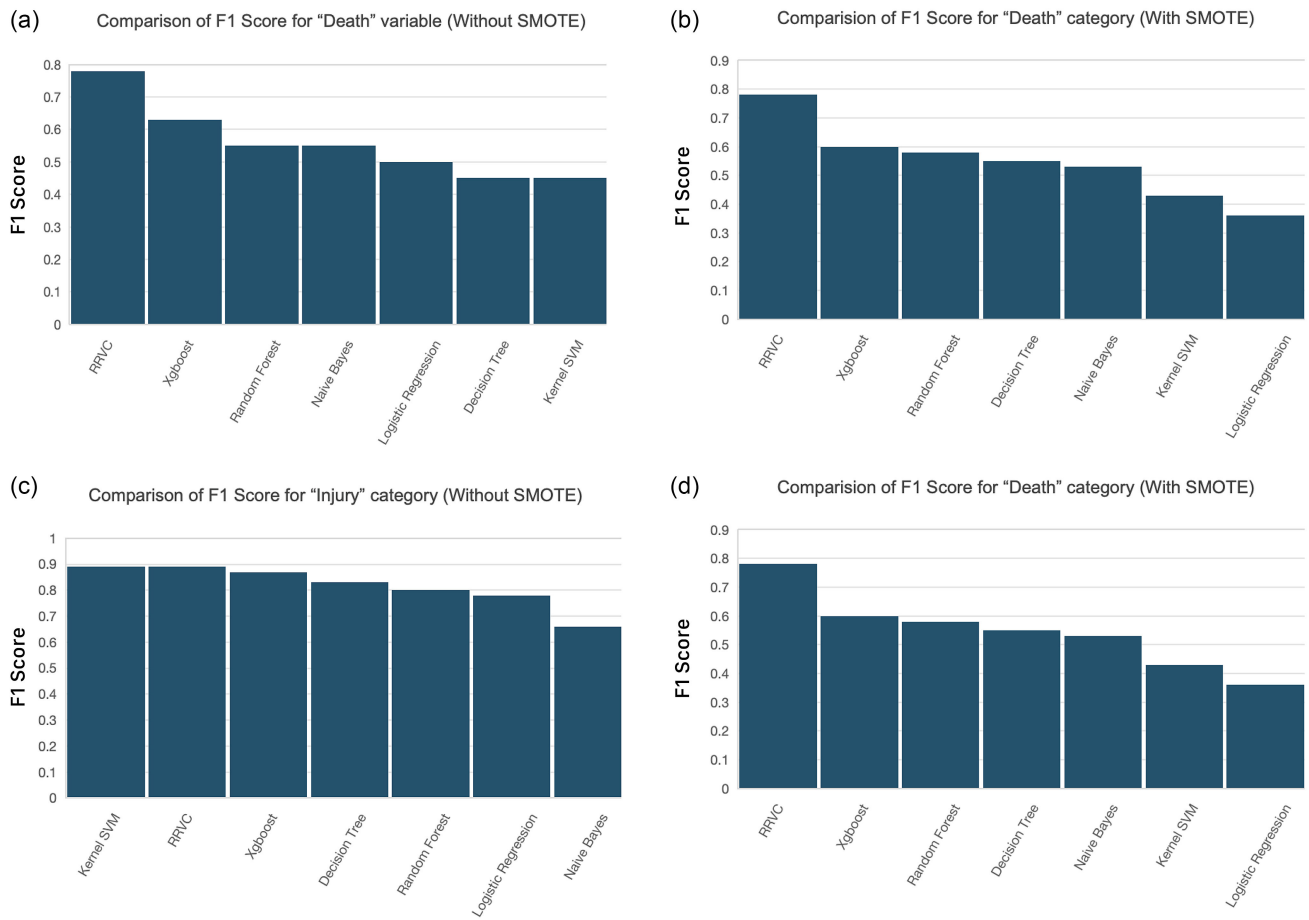 (a)
Comparison of F1 Score for “Death” variable (Without SMOTE)
F1 Score
0.8
0.7
0.6
0.5
0.4
0.3
0.2
0.1
0
RRVC
Xgboost
Random Forest
Naive Bayes
Logistic Regression
Decision Tree
Kernel SVM
(b)
Comparision of F1 Score for “Death” category (With SMOTE)
F1 Score
0.9
0.8
0.7
0.6
0.5
0.4
0.3
0.2
0.1
0
RRVC
Xgboost
Random Forest
Decision Tree
Naive Bayes
Kernel SVM
Logistic Regression
(c)
Comparison of F1 Score for “Injury” category (Without SMOTE)
F1 Score
1
0.9
0.8
0.7
0.6
0.5
0.4
0.3
0.2
0.1
0
Kernel SVM
RRVC
Xgboost
Decision Tree
Random Forest
Logistic Regression
Naive Bayes
(d)
Comparision of F1 Score for “Death” category (With SMOTE)
F1 Score
0.9
0.8
0.7
0.6
0.5
0.4
0.3
0.2
0.1
0
RRVC
Xgboost
Random Forest
Decision Tree
Naive Bayes
Kernel SVM
Logistic Regression